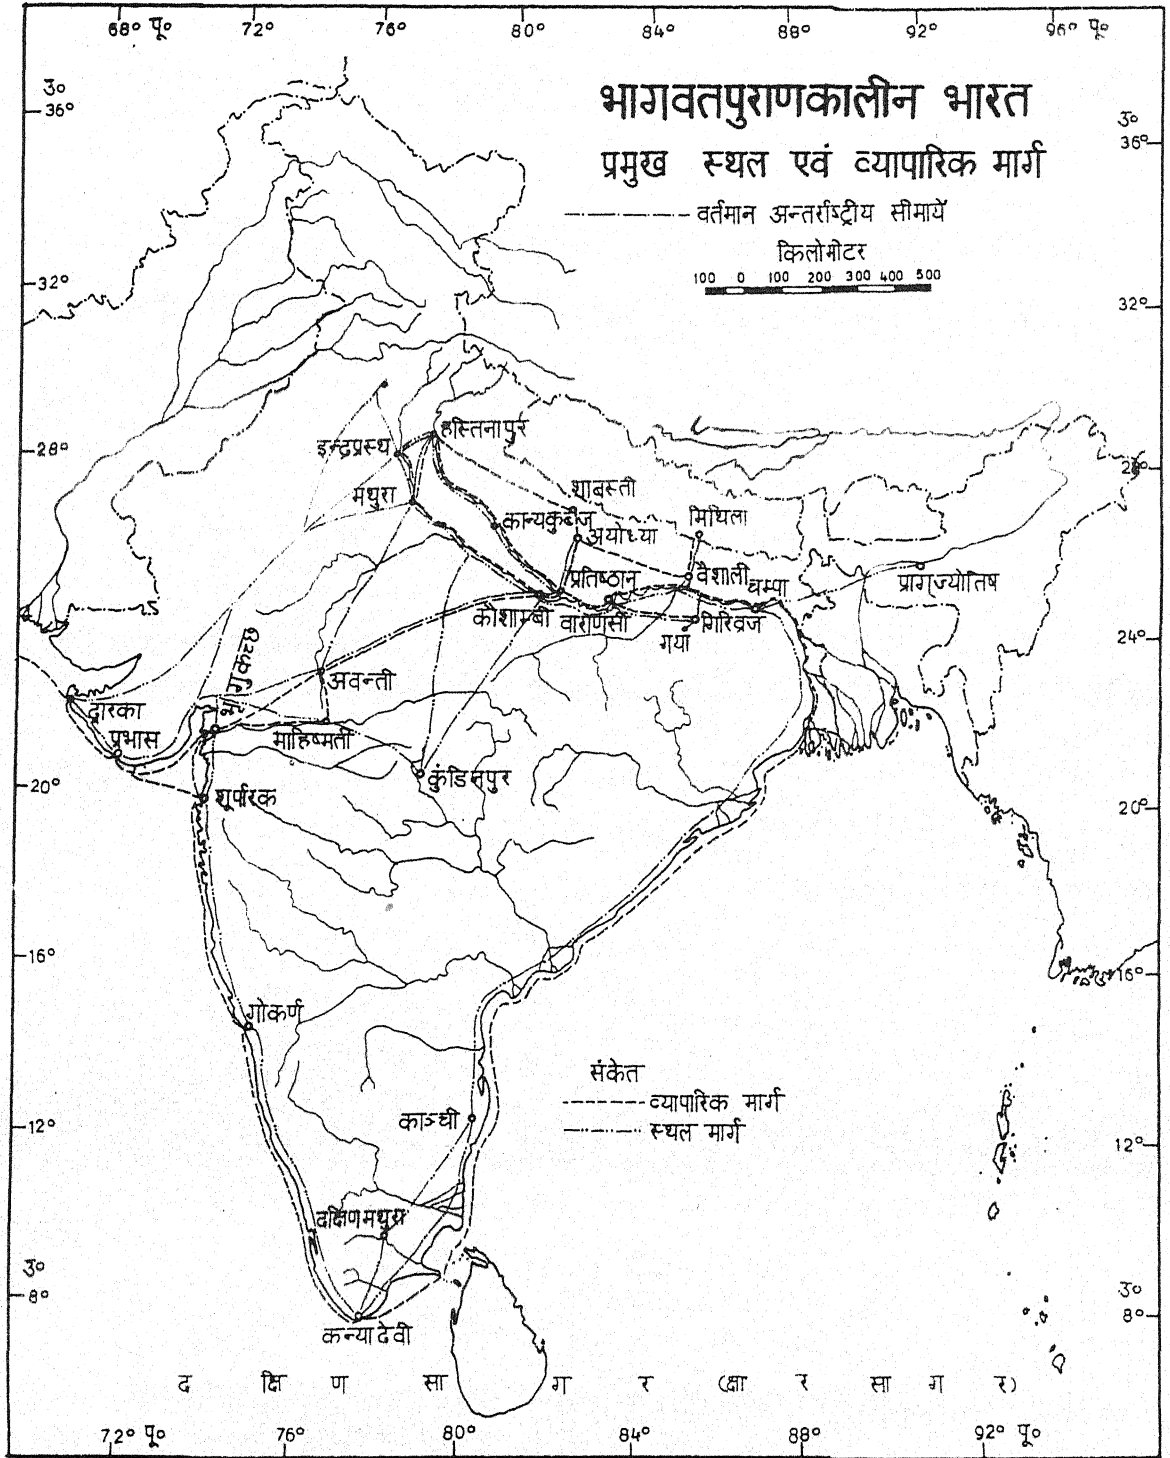 68° पू० 72° 76° 80° 84° 88° 92° 96° पू०
उ०
36°
भागवतपुराणकालीन भारत
उ०
36°
प्रमुख स्थल एवं व्यापारिक मार्ग
वर्तमान अन्तर्राष्ट्रीय सीमायें
किलोमीटर
100 0 100 200 300 400 500
32°
32°
हस्तिनापुर
इन्द्रप्रस्थ
28°
28°
मथुरा
श्राबस्ती
कान्यकुब्ज
मिथिला
अयोध्या
प्रतिष्ठान
वैशाली
चम्पा
प्राग्ज्योतिष
कौशाम्बी
वाराणसी
गया
गिरिव्रज
24°
24°
अवन्ती
द्वारका
प्रभास
माहिष्मती
कुंडिनपुर
20°
शूर्पारक
20°
16°
16°
गोकर्ण
संकेत
व्यापारिक मार्ग
स्थल मार्ग
काञ्ची
12°
12°
दक्षिण मथुरा
उ०
8°
उ०
8°
कन्यादेवी
द क्षि ण सा ग र (क्षा र सा ग र)
72° पू० 76° 80° 84° 88° 92° पू०